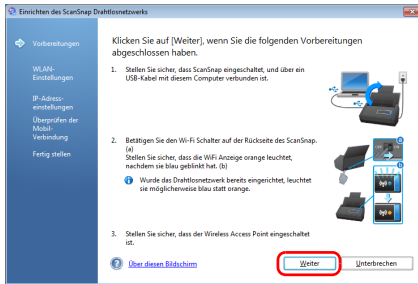 Einrichten des ScanSnap Drahtlosnetzwerks
Vorbereitungen
WLAN-
Einstellungen
IP-Adress-
einstellungen
Überprüfen der
Mobil-
Verbindung
Fertig stellen
Klicken Sie auf [Weiter], wenn Sie die folgenden Vorbereitungen
abgeschlossen haben.
1. Stellen Sie sicher, dass ScanSnap eingeschaltet, und über ein
USB-Kabel mit diesem Computer verbunden ist.
2. Betätigen Sie den Wi-Fi Schalter auf der Rückseite des ScanSnap.
(a)
Stellen Sie sicher, dass die WiFi Anzeige orange leuchtet,
nachdem sie blau geblinkt hat. (b)
Wurde das Drahtlosnetzwerk bereits eingerichtet, leuchtet
sie möglicherweise blau statt orange.
a
b
3. Stellen Sie sicher, dass der Wireless Access Point eingeschaltet
ist.
Über diesen Bildschirm
Weiter
Unterbrechen